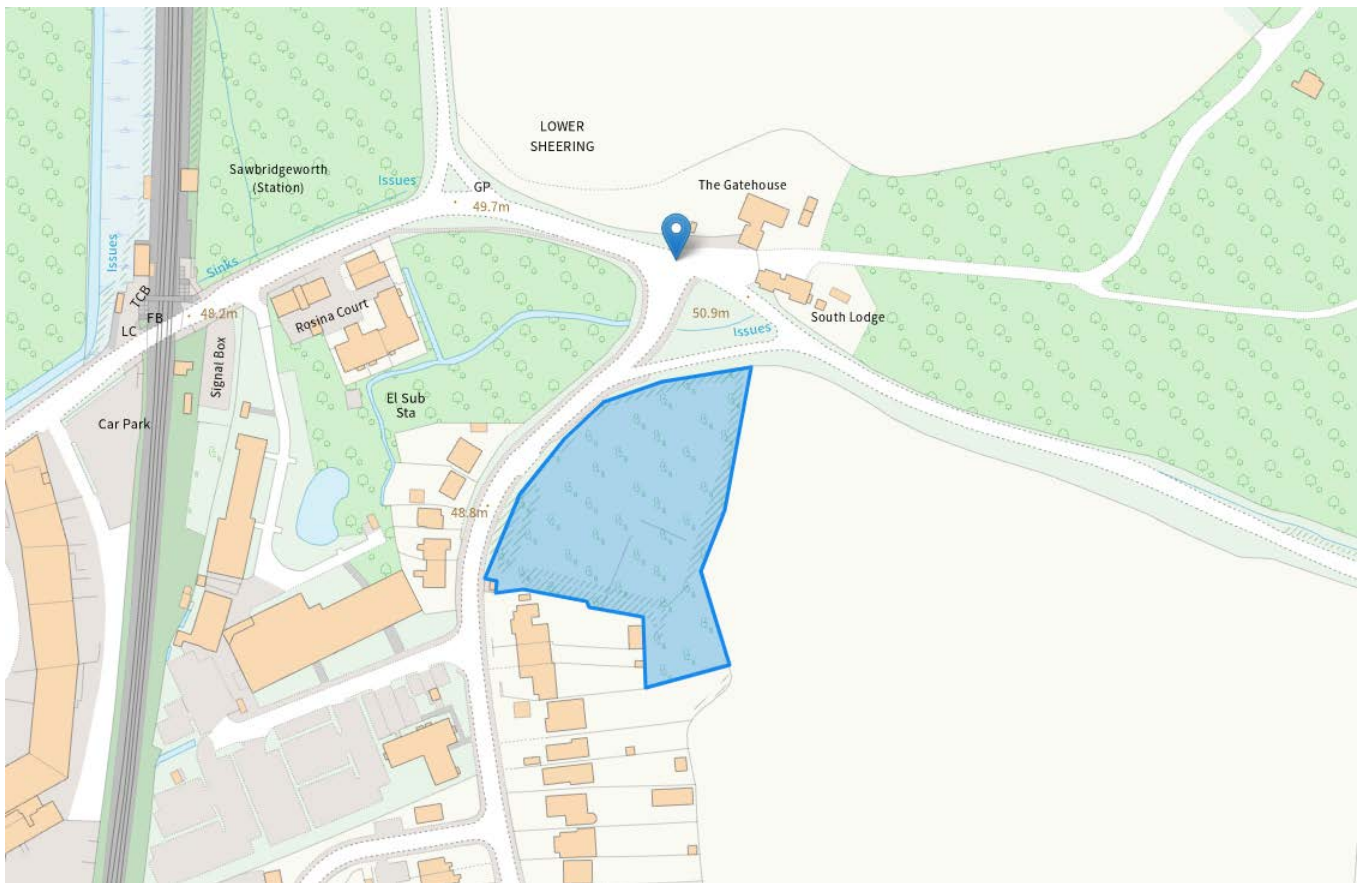 LOWER
SHEERING
Sawbridgeworth
(Station)
Issues
GP
49.7m
The Gatehouse
Issues
Sinks
TCB
FB
LC
48.2m
Rosina Court
Signal Box
50.9m
Issues
South Lodge
El Sub
Sta
Car Park
48.8m